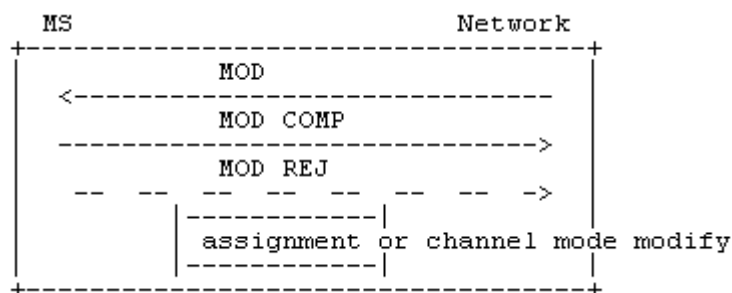 MS Network
MOD
MOD COMP
MOD REJ
assignment or channel mode modify